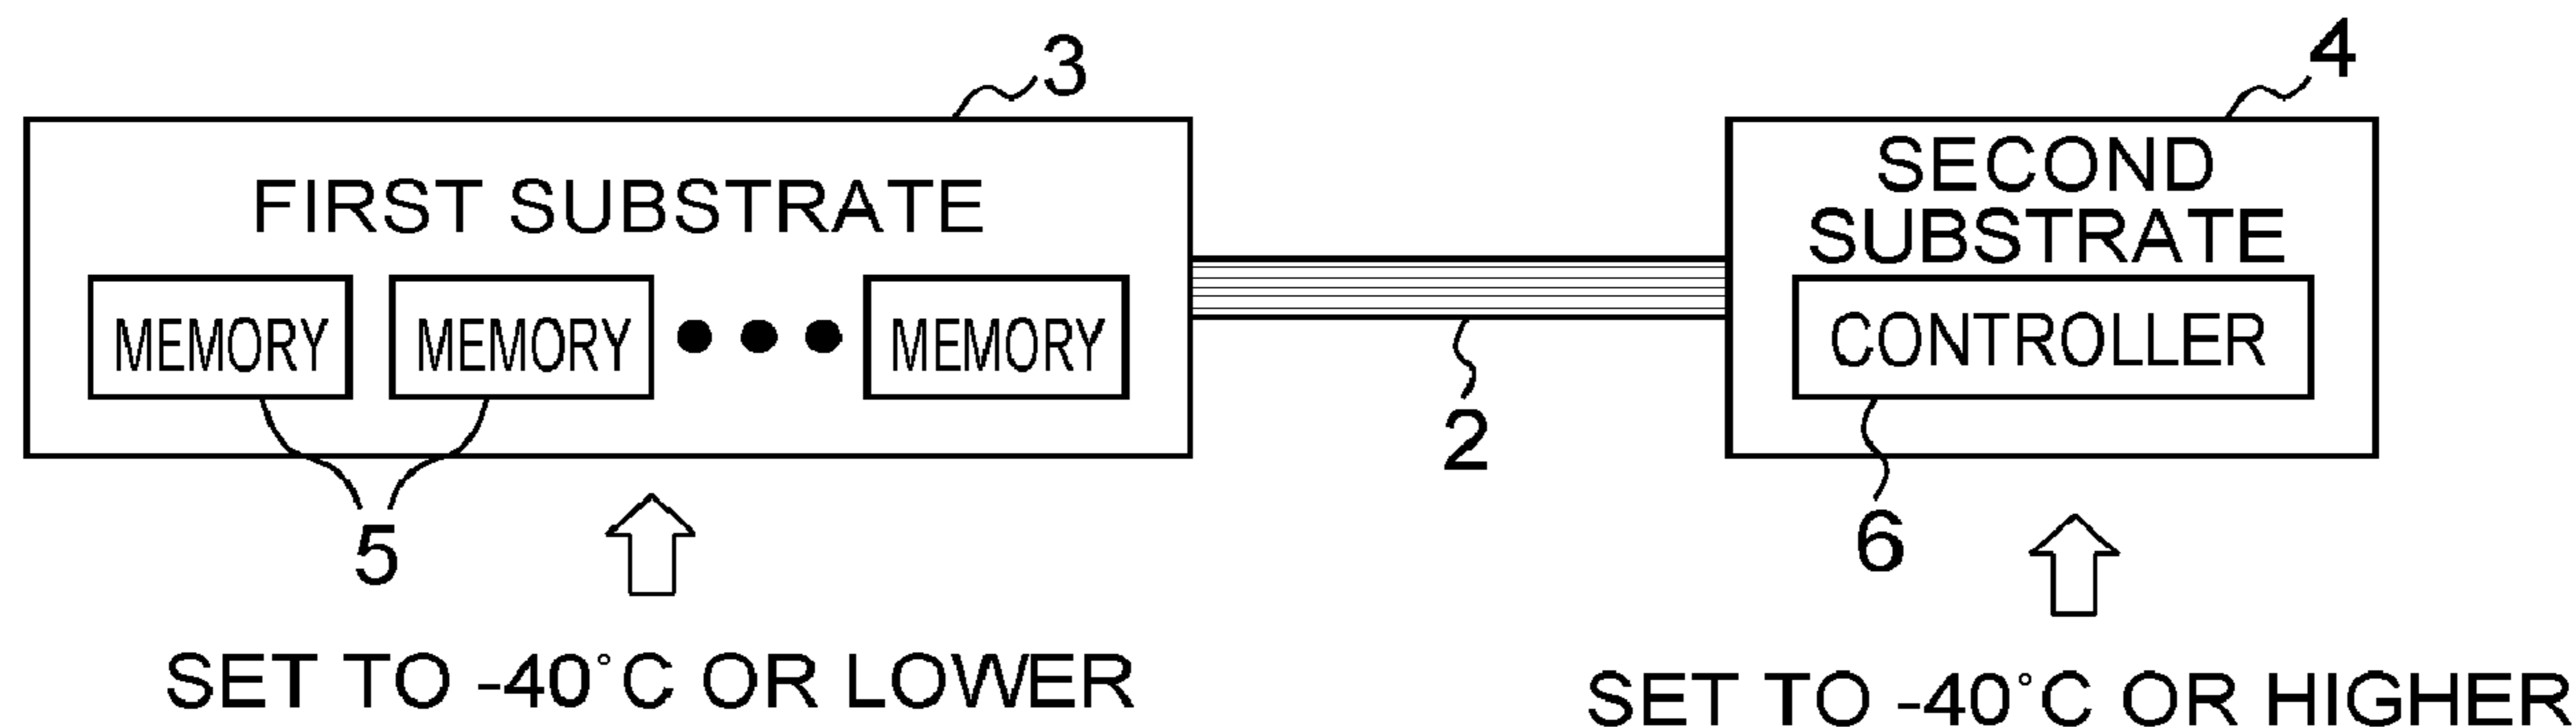 3
4
FIRST SUBSTRATE
SECOND
SUBSTRATE
MEMORY
MEMORY
MEMORY
CONTROLLER
2
5
6
SET TO -40°C OR LOWER
SET TO -40°C OR HIGHER